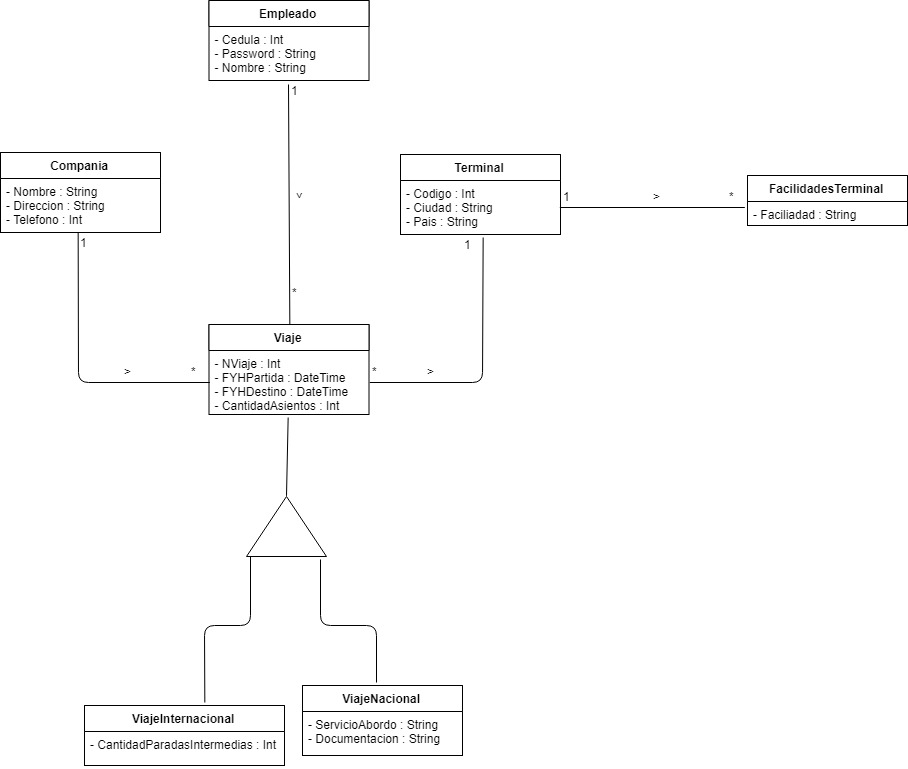 Empleado
- Cedula : Int
- Password : String
- Nombre : String
1
v
*
Compania
- Nombre : String
- Direccion : String
- Telefono : Int
1
>
*
Terminal
- Codigo : Int
- Ciudad : String
- Pais : String
1
>
*
1
>
*
FacilidadesTerminal
- Faciliadad : String
Viaje
- NViaje : Int
- FYHPartida : DateTime
- FYHDestino : DateTime
- CantidadAsientos : Int
ViajeInternacional
- CantidadParadasIntermedias : Int
ViajeNacional
- ServicioAbordo : String
- Documentacion : String